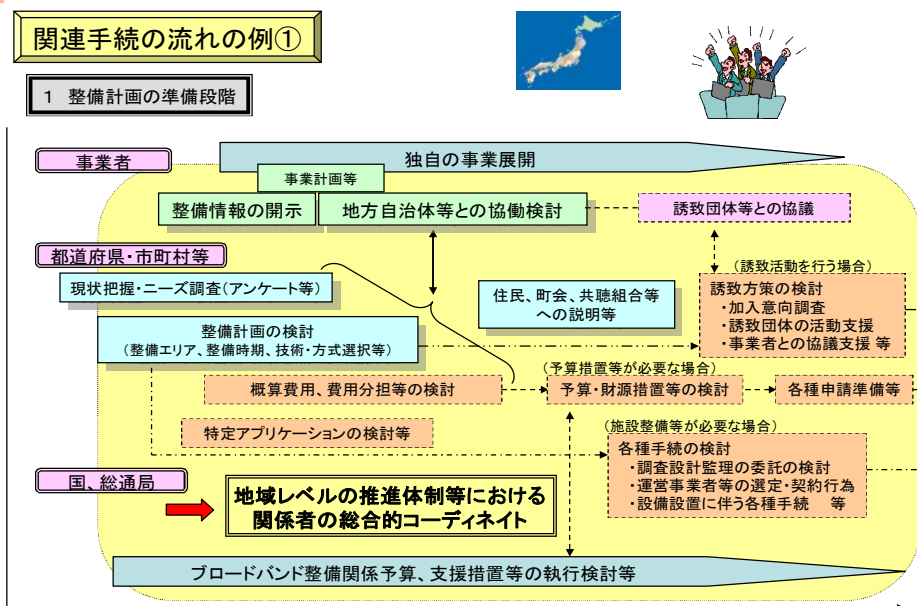 関連手続の流れの例①
1 整備計画の準備段階
事業者
独自の事業展開
事業計画等
整備情報の開示
地方自治体等との協働検討
誘致団体等との協議
都道府県・市町村等
(誘致活動を行う場合)
現状把握・ニーズ調査(アンケート等)
住民、町会、共聴組合等
への説明等
誘致方策の検討
・加入意向調査
・誘致団体の活動支援
・事業者との協議支援 等
整備計画の検討
(整備エリア、整備時期、技術・方式選択等)
(予算措置等が必要な場合)
概算費用、費用分担等の検討
予算・財源措置等の検討
各種申請準備等
特定アプリケーションの検討等
(施設整備等が必要な場合)
各種手続の検討
・調査設計監理の委託の検討
・運営事業者等の選定・契約行為
・設備設置に伴う各種手続 等
国、総通局
地域レベルの推進体制等における
関係者の総合的コーディネイト
ブロードバンド整備関係予算、支援措置等の執行検討等